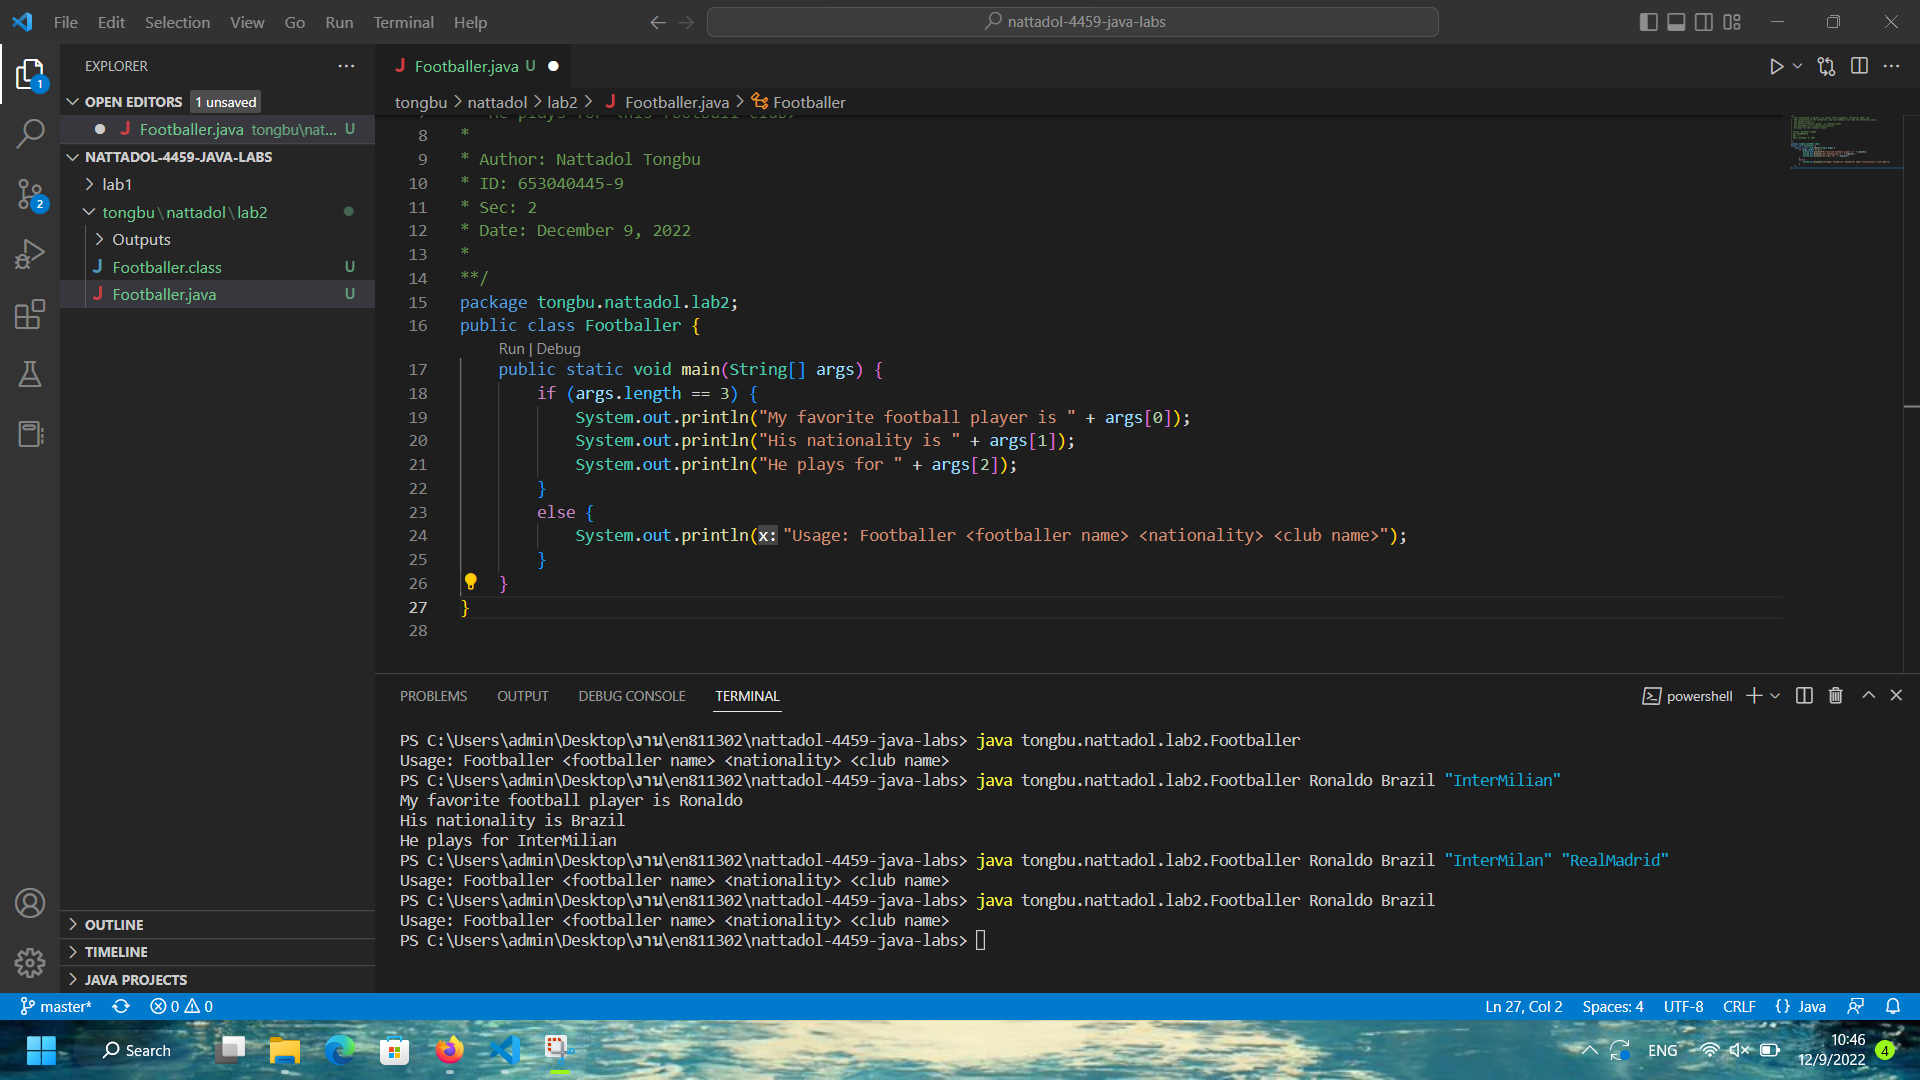 File Edit Selection View Go Run Terminal Help
nattadol-4459-java-labs
EXPLORER
OPEN EDITORS 1 unsaved
Footballer.java tongbu\nat... U
NATTADOL-4459-JAVA-LABS
lab1
tongbu\nattadol\lab2
Outputs
Footballer.class U
Footballer.java U
OUTLINE
TIMELINE
JAVA PROJECTS
Footballer.java U
tongbu > nattadol > lab2 > Footballer.java > Footballer
8 *
9 * Author: Nattadol Tongbu
10 * ID: 653040445-9
11 * Sec: 2
12 * Date: December 9, 2022
13 *
14 **/
15 package tongbu.nattadol.lab2;
16 public class Footballer {
Run | Debug
17 public static void main(String[] args) {
18 if (args.length == 3) {
19 System.out.println("My favorite football player is " + args[0]);
20 System.out.println("His nationality is " + args[1]);
21 System.out.println("He plays for " + args[2]);
22 }
23 else {
24 System.out.println(x: "Usage: Footballer <footballer name> <nationality> <club name>");
25 }
26 }
27 }
28
PROBLEMS OUTPUT DEBUG CONSOLE TERMINAL
powershell
PS C:\Users\admin\Desktop\งาน\en811302\nattadol-4459-java-labs> java tongbu.nattadol.lab2.Footballer
Usage: Footballer <footballer name> <nationality> <club name>
PS C:\Users\admin\Desktop\งาน\en811302\nattadol-4459-java-labs> java tongbu.nattadol.lab2.Footballer Ronaldo Brazil "InterMilian"
My favorite football player is Ronaldo
His nationality is Brazil
He plays for InterMilian
PS C:\Users\admin\Desktop\งาน\en811302\nattadol-4459-java-labs> java tongbu.nattadol.lab2.Footballer Ronaldo Brazil "InterMilan" "RealMadrid"
Usage: Footballer <footballer name> <nationality> <club name>
PS C:\Users\admin\Desktop\งาน\en811302\nattadol-4459-java-labs> java tongbu.nattadol.lab2.Footballer Ronaldo Brazil
Usage: Footballer <footballer name> <nationality> <club name>
PS C:\Users\admin\Desktop\งาน\en811302\nattadol-4459-java-labs>
master* 0 0
Ln 27, Col 2 Spaces: 4 UTF-8 CRLF {} Java
Search
ENG
10:46
12/9/2022
4
1
2